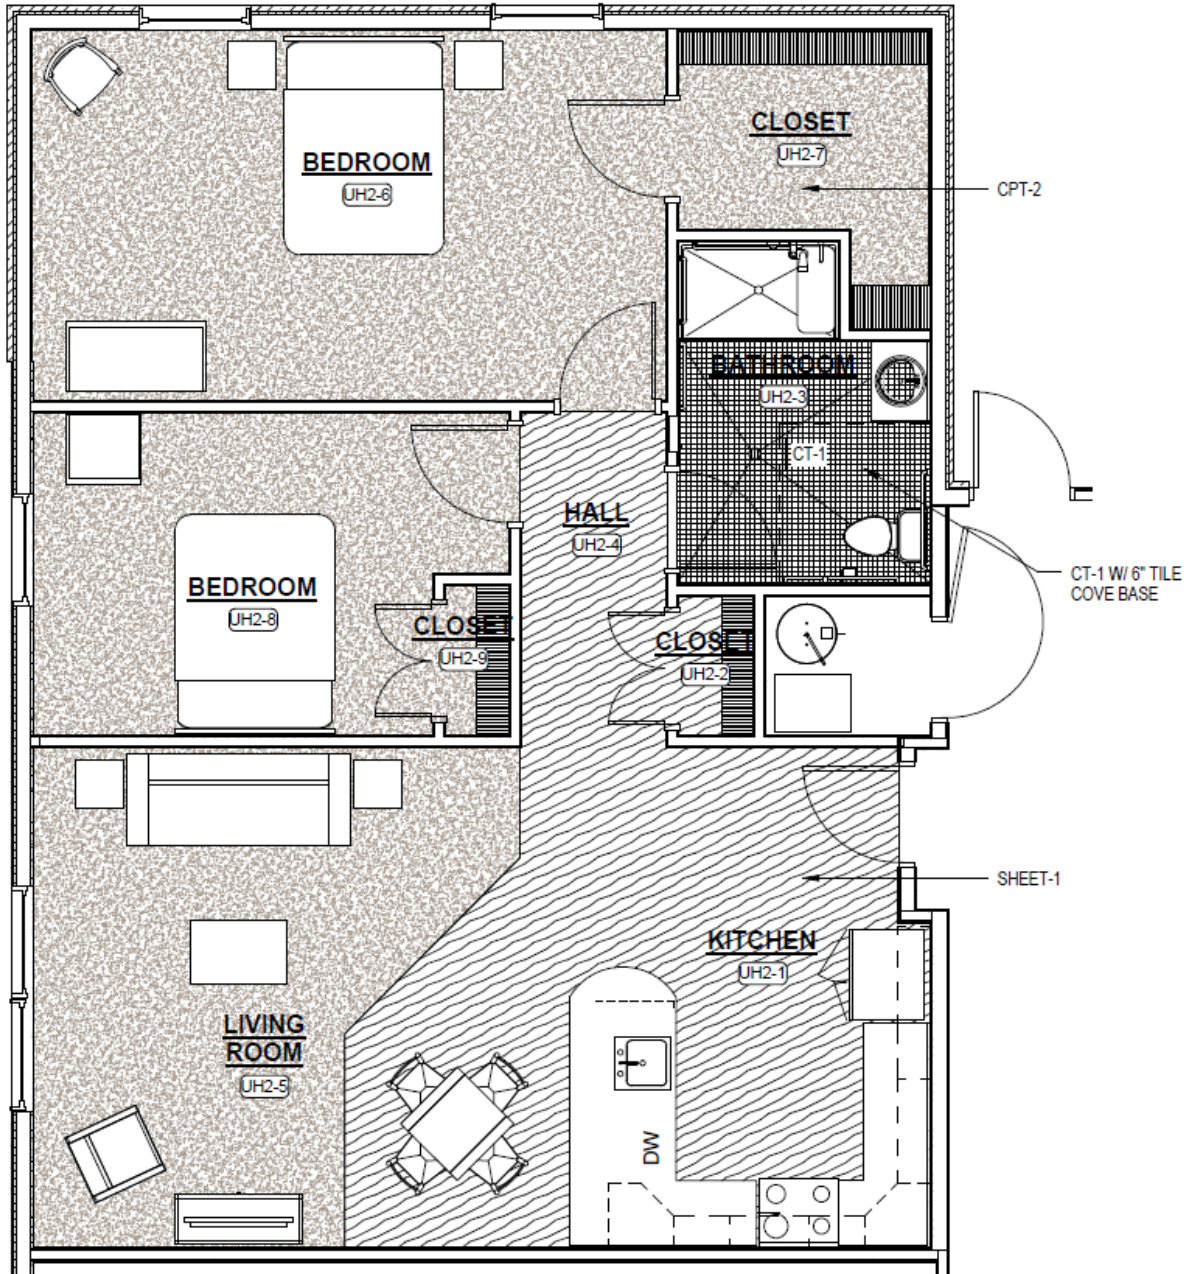 CLOSET
UH2-7
BEDROOM
UH2-6
CPT-2
BATHROOM
UH2-3
CT-1
HALL
UH2-4
CT-1 W/ 6" TILE
COVE BASE
BEDROOM
UH2-8
CLOSET
UH2-9
CLOSET
UH2-2
SHEET-1
KITCHEN
UH2-1
LIVING
ROOM
UH2-5
DW